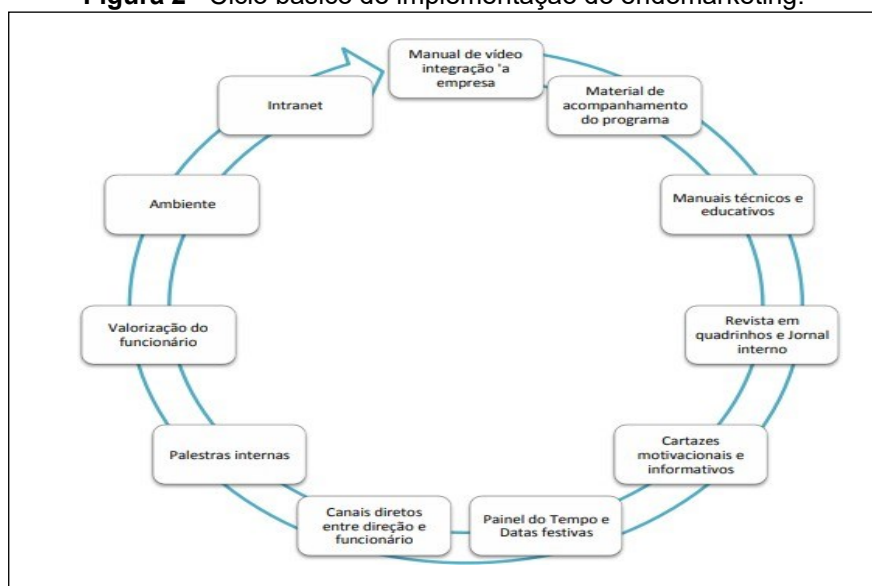 Figura 2 - Ciclo básico de implementação do endomarketing.
Manual de vídeo
integração 'a
empresa
Material de
acompanhamento
do programa
Manuais técnicos e
educativos
Revista em
quadrinhos e Jornal
interno
Cartazes
motivacionais e
informativos
Painel do Tempo e
Datas festivas
Canais diretos
entre direção e
funcionário
Palestras internas
Valorização do
funcionário
Ambiente
Intranet